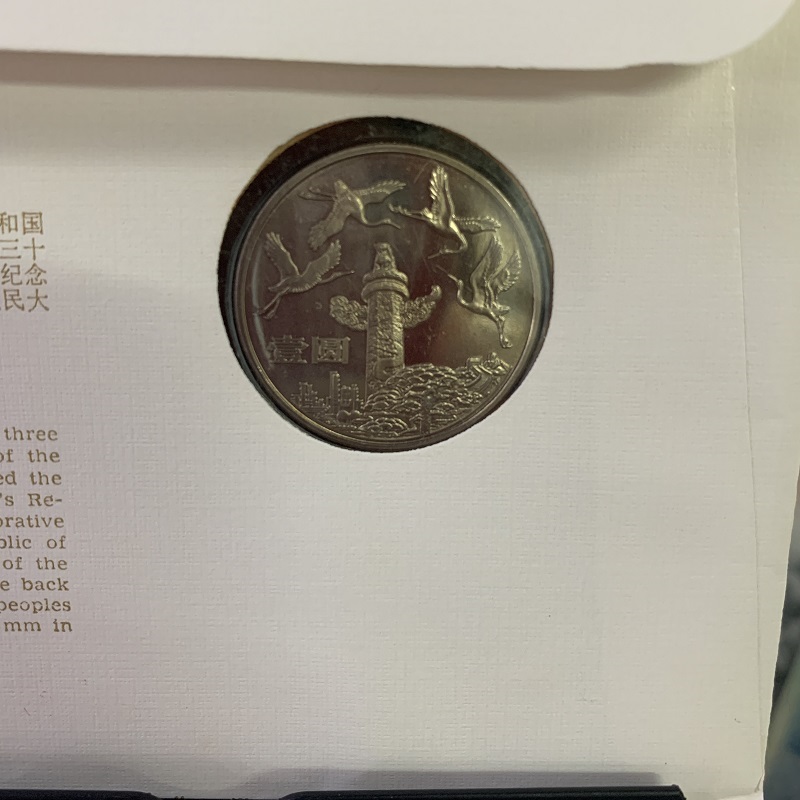 和国
三十
纪念
民大
壹圆
three
of the
ed the
's Re-
orative
blic of
of the
e back
peoples
mm in